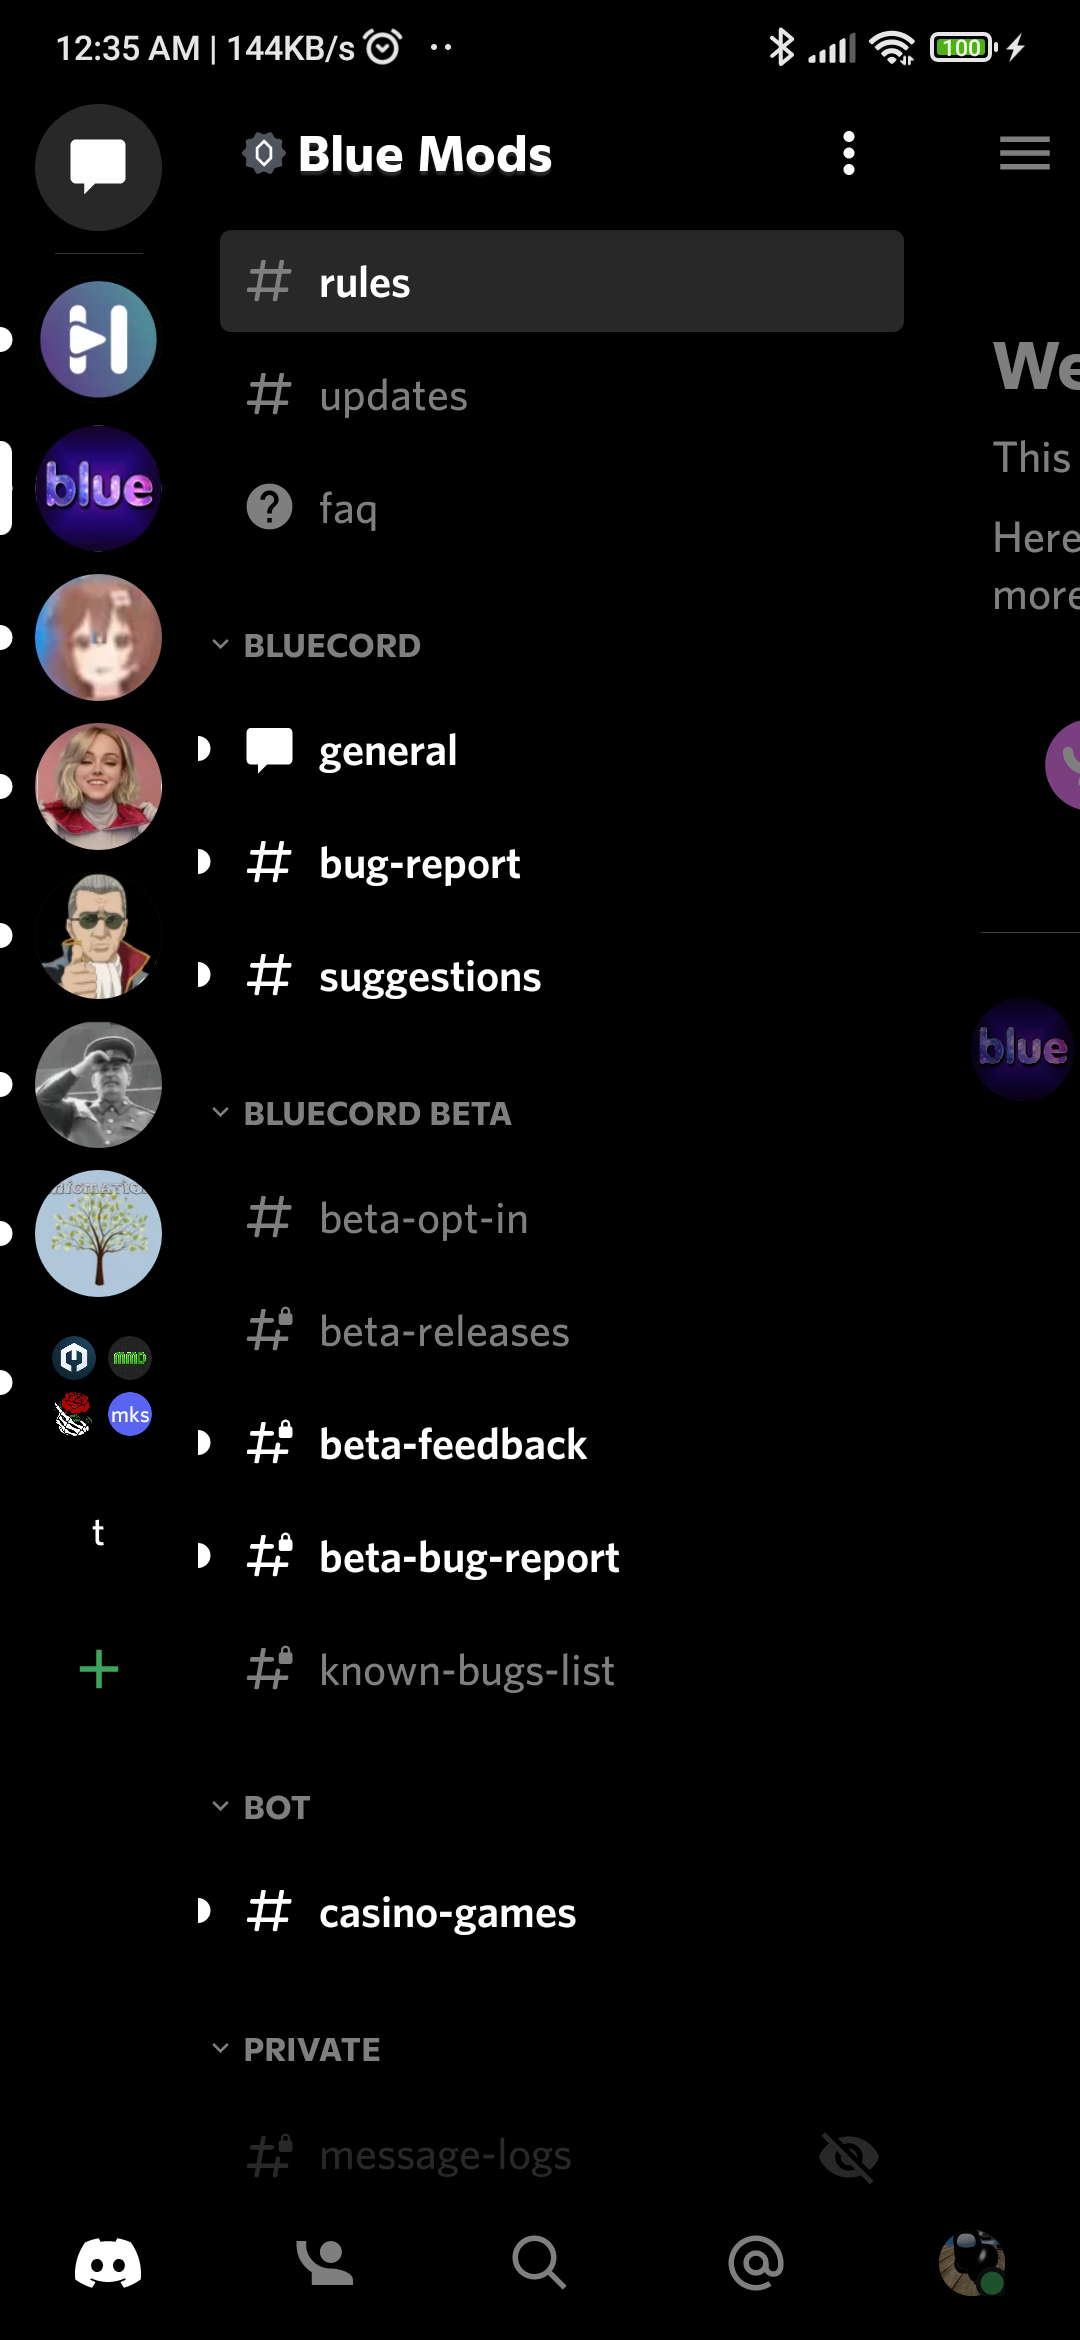 12:35 AM | 144KB/s
100
Blue Mods
rules
updates
faq
BLUECORD
general
bug-report
suggestions
BLUECORD BETA
beta-opt-in
beta-releases
beta-feedback
beta-bug-report
known-bugs-list
BOT
casino-games
PRIVATE
message-logs
blue
MMD
mks
t
We
This
Here
more
blue